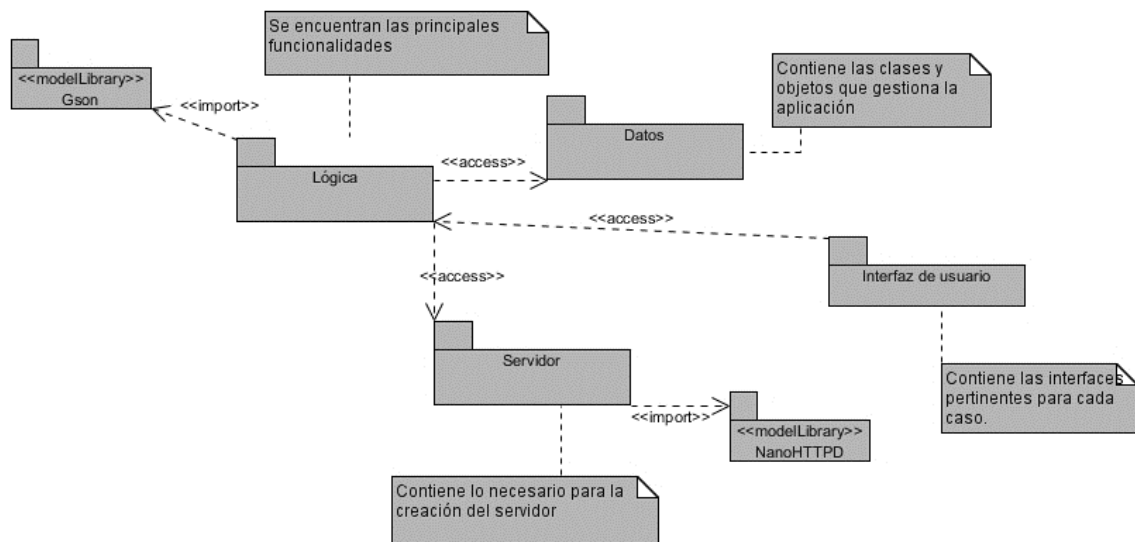 Se encuentran las principales
funcionalidades
<<modelLibrary>>
Gson
<<import>>
Contiene las clases y
objetos que gestiona la
aplicación
Datos
<<access>>
Lógica
<<access>>
Interfaz de usuario
<<access>>
Servidor
<<import>>
<<modelLibrary>>
NanoHTTPD
Contiene las interfaces
pertinentes para cada
caso.
Contiene lo necesario para la
creación del servidor